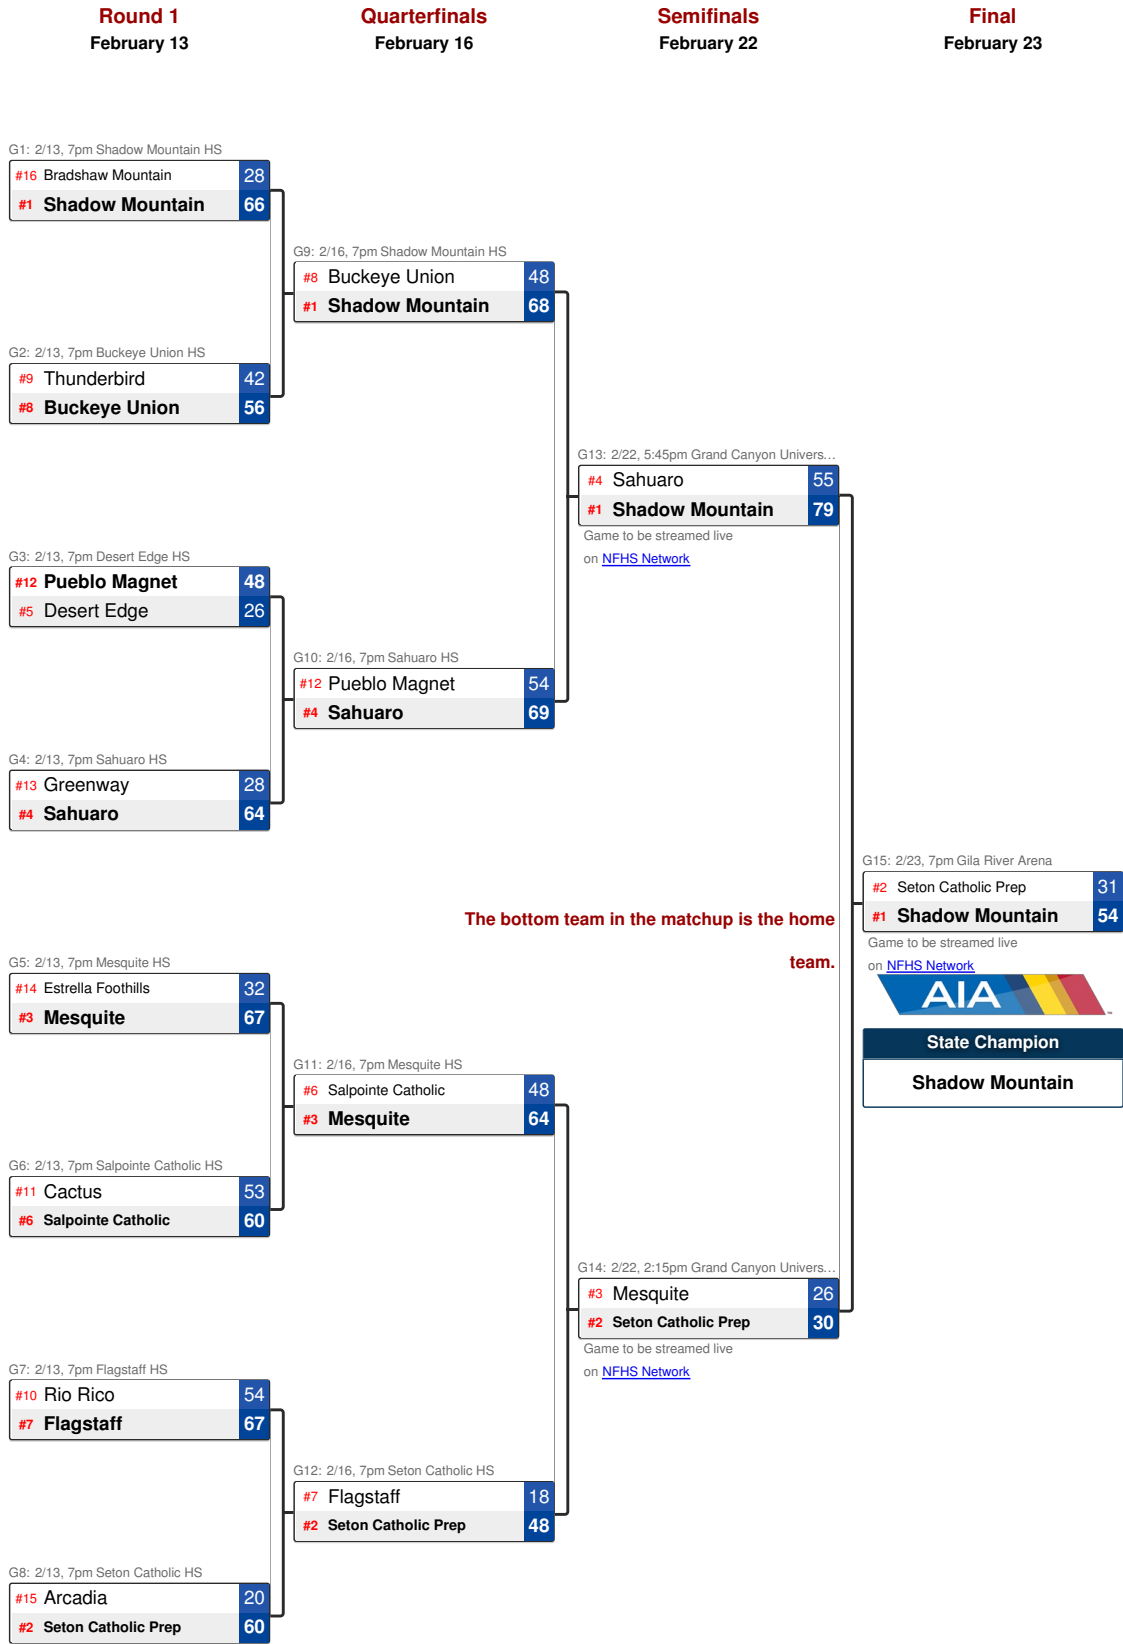 Round 1
February 13
Quarterfinals
February 16
Semifinals
February 22
Final
February 23
G1: 2/13, 7pm Shadow Mountain HS
#16 Bradshaw Mountain 28
#1 Shadow Mountain 66
G2: 2/13, 7pm Buckeye Union HS
#9 Thunderbird 42
#8 Buckeye Union 56
G3: 2/13, 7pm Desert Edge HS
#12 Pueblo Magnet 48
#5 Desert Edge 26
G4: 2/13, 7pm Sahuaro HS
#13 Greenway 28
#4 Sahuaro 64
G5: 2/13, 7pm Mesquite HS
#14 Estrella Foothills 32
#3 Mesquite 67
G6: 2/13, 7pm Salpointe Catholic HS
#11 Cactus 53
#6 Salpointe Catholic 60
G7: 2/13, 7pm Flagstaff HS
#10 Rio Rico 54
#7 Flagstaff 67
G8: 2/13, 7pm Seton Catholic HS
#15 Arcadia 20
#2 Seton Catholic Prep 60
G9: 2/16, 7pm Shadow Mountain HS
#8 Buckeye Union 48
#1 Shadow Mountain 68
G10: 2/16, 7pm Sahuaro HS
#12 Pueblo Magnet 54
#4 Sahuaro 69
G11: 2/16, 7pm Mesquite HS
#6 Salpointe Catholic 48
#3 Mesquite 64
G12: 2/16, 7pm Seton Catholic HS
#7 Flagstaff 18
#2 Seton Catholic Prep 48
G13: 2/22, 5:45pm Grand Canyon Univers...
#4 Sahuaro 55
#1 Shadow Mountain 79
Game to be streamed live
on NFHS Network
The bottom team in the matchup is the home
team.
G14: 2/22, 2:15pm Grand Canyon Univers...
#3 Mesquite 26
#2 Seton Catholic Prep 30
Game to be streamed live
on NFHS Network
G15: 2/23, 7pm Gila River Arena
#2 Seton Catholic Prep 31
#1 Shadow Mountain 54
Game to be streamed live
on NFHS Network
AIA
State Champion
Shadow Mountain